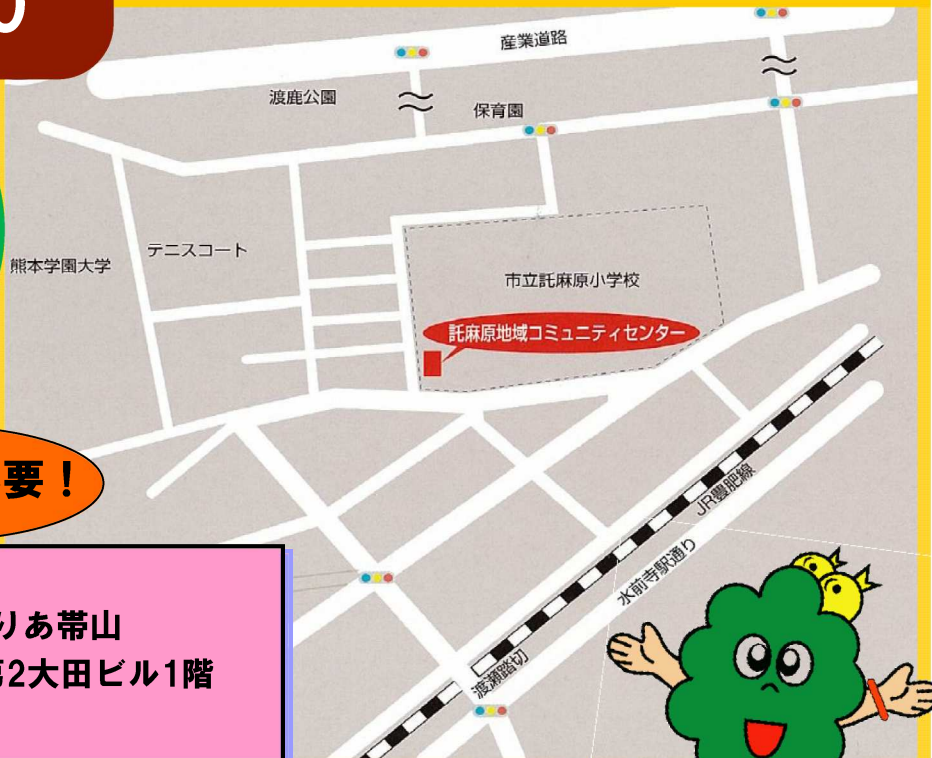 産業道路
渡鹿公園
保育園
テニスコート
熊本学園大学
市立託麻原小学校
託麻原地域コミュニティセンター
要！
JR豊肥線
水前寺駅通り
りあ帯山
第2大田ビル1階
渡瀬踏切